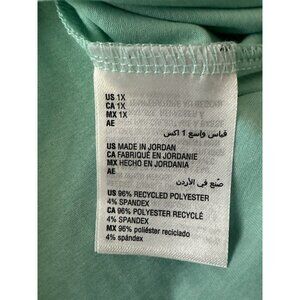 US 1X
CA 1X
MX 1X
AE
قياس واسع 1 اكس
US MADE IN JORDAN
CA FABRIQUÉ EN JORDANIE
MX HECHO EN JORDANIA
AE
صنع في الأردن
US 96% RECYCLED POLYESTER
4% SPANDEX
CA 96% POLYESTER RECYCLÉ
4% SPANDEX
MX 96% poliéster reciclado
4% spándex